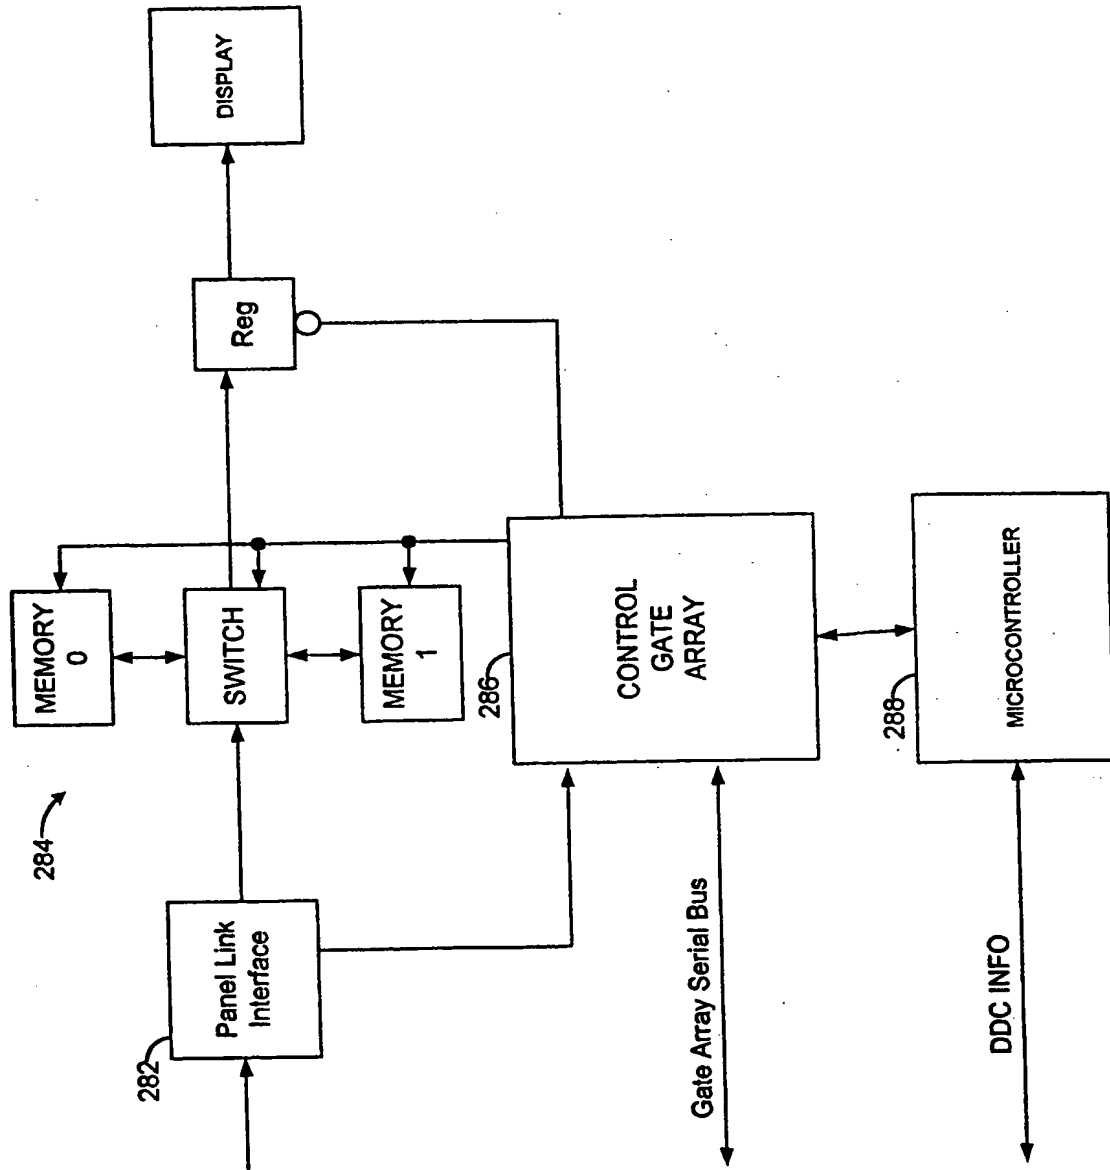 DISPLAY
Reg
MEMORY
0
SWITCH
MEMORY
1
284
286
CONTROL
GATE
ARRAY
288
MICROCONTROLLER
282
Panel Link
Interface
Gate Array Serial Bus
DDC INFO